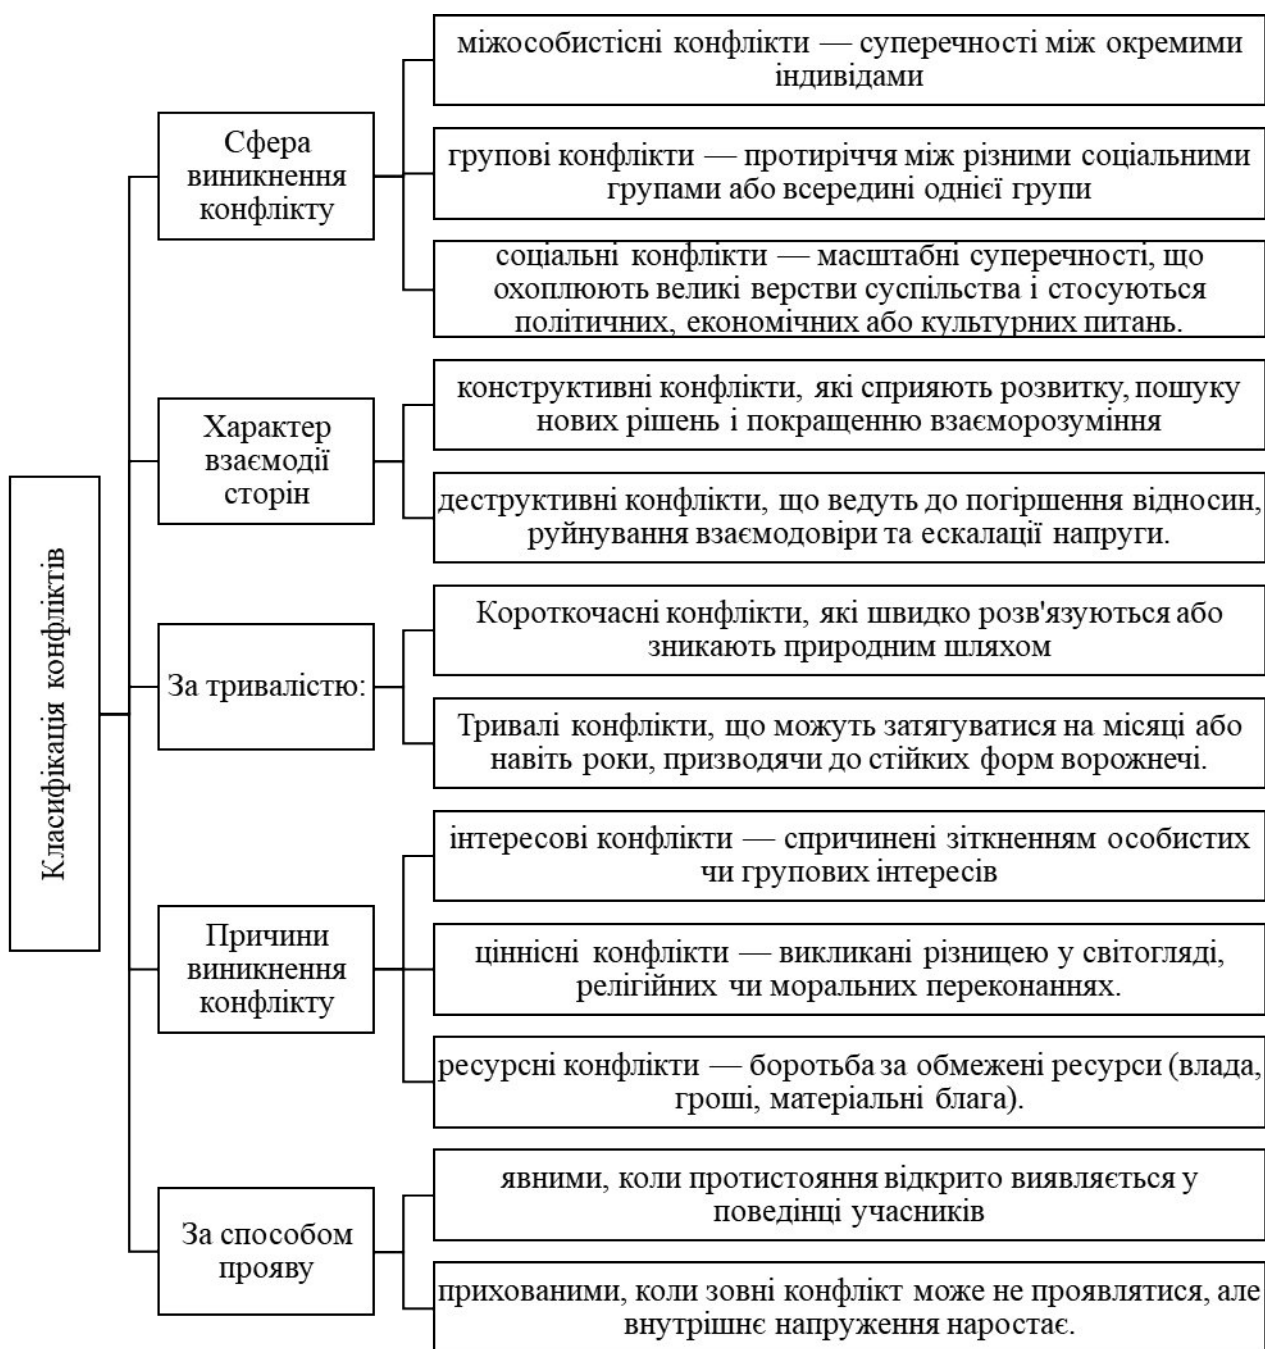 Класифікація конфліктів
Сфера
виникнення
конфлікту
міжособистісні конфлікти — суперечності між окремими
індивідами
групові конфлікти — протиріччя між різними соціальними
групами або всередині однієї групи
соціальні конфлікти — масштабні суперечності, що
охоплюють великі верстви суспільства і стосуються
політичних, економічних або культурних питань.
Характер
взаємодії
сторін
конструктивні конфлікти, які сприяють розвитку, пошуку
нових рішень і покращенню взаєморозуміння
деструктивні конфлікти, що ведуть до погіршення відносин,
руйнування взаємодовіри та ескалації напруги.
За тривалістю:
Короткочасні конфлікти, які швидко розв'язуються або
зникають природним шляхом
Тривалі конфлікти, що можуть затягуватися на місяці або
навіть роки, призводячи до стійких форм ворожнечі.
Причини
виникнення
конфлікту
інтересові конфлікти — спричинені зіткненням особистих
чи групових інтересів
ціннісні конфлікти — викликані різницею у світогляді,
релігійних чи моральних переконаннях.
ресурсні конфлікти — боротьба за обмежені ресурси (влада,
гроші, матеріальні блага).
За способом
прояву
явними, коли протистояння відкрито виявляється у
поведінці учасників
прихованими, коли зовні конфлікт може не проявлятися, але
внутрішнє напруження наростає.